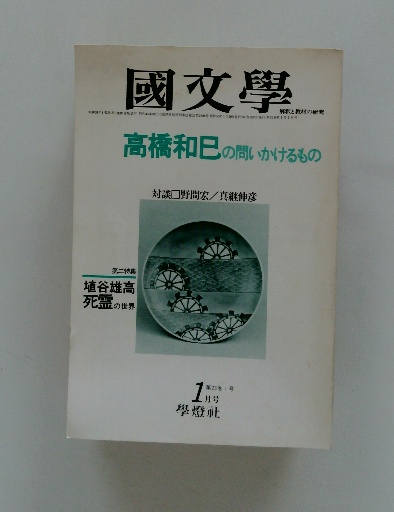 國文學
解釈と教材の研究
高橋和巳の問いかけるもの
対談□野間宏／真継伸彦
第二特集
埴谷雄高
死霊の世界
1月号
學燈社